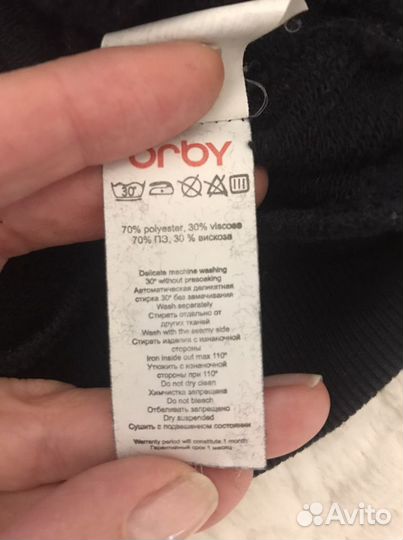 orby
30°
70% polyester, 30% viscose
70% ПЭ, 30 % вискоза
Delicate machine washing
30° without presoaking
Автоматическая деликатная
стирка 30° без замачивания
Wash separately
Стирать отдельно от
других тканей
Wash with the seamy side
Стирать изделия с изнаночной
стороны
Iron inside out max 110°
Утюжить с изнаночной
стороны при 110°
Do not dry clean
Химчистка запрещена
Do not bleach
Отбеливать запрещено
Dry suspended
Сушить в подвешенном состоянии
Warranty period will constitute 1 month
Гарантийный срок 1 месяц
Avito